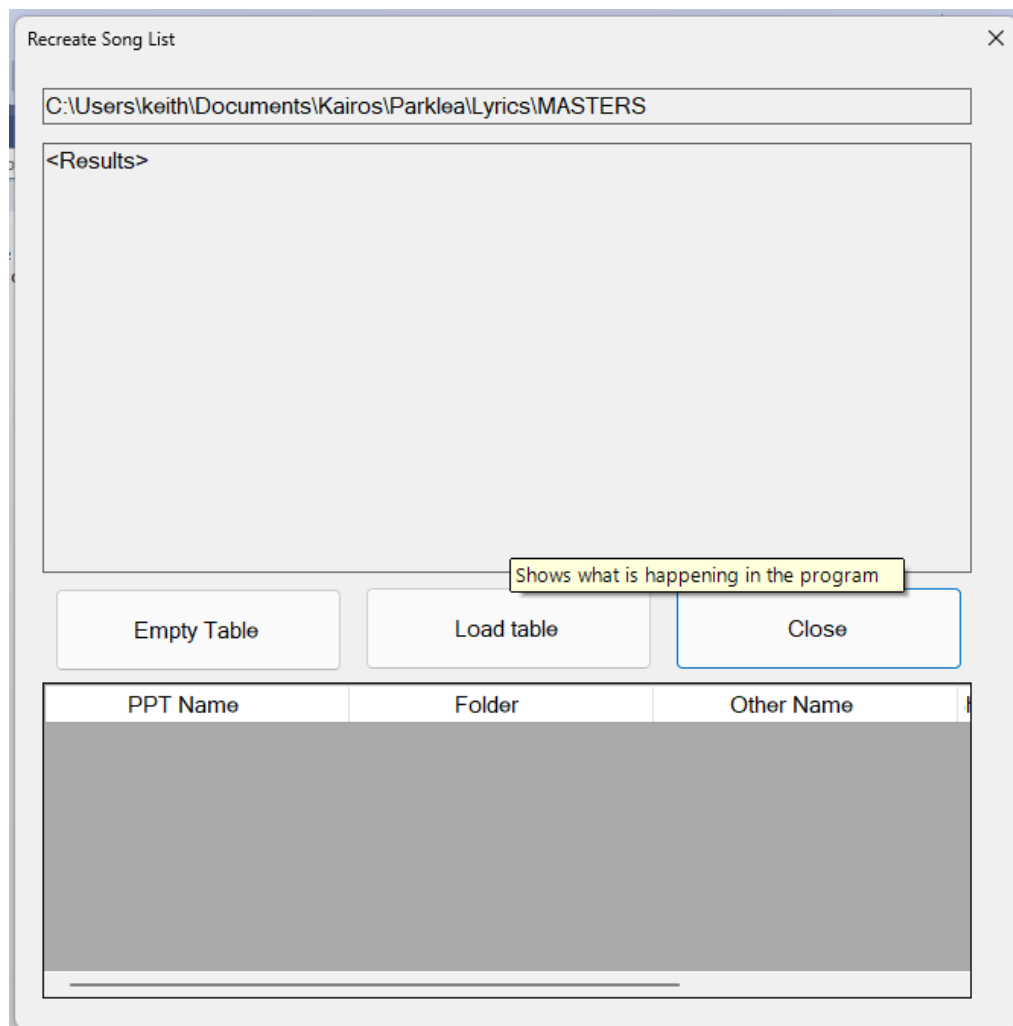 Recreate Song List
C:\Users\keith\Documents\Kairos\Parklea\Lyrics\MASTERS
<Results>
Shows what is happening in the program
Empty Table
Load table
Close
PPT Name
Folder
Other Name